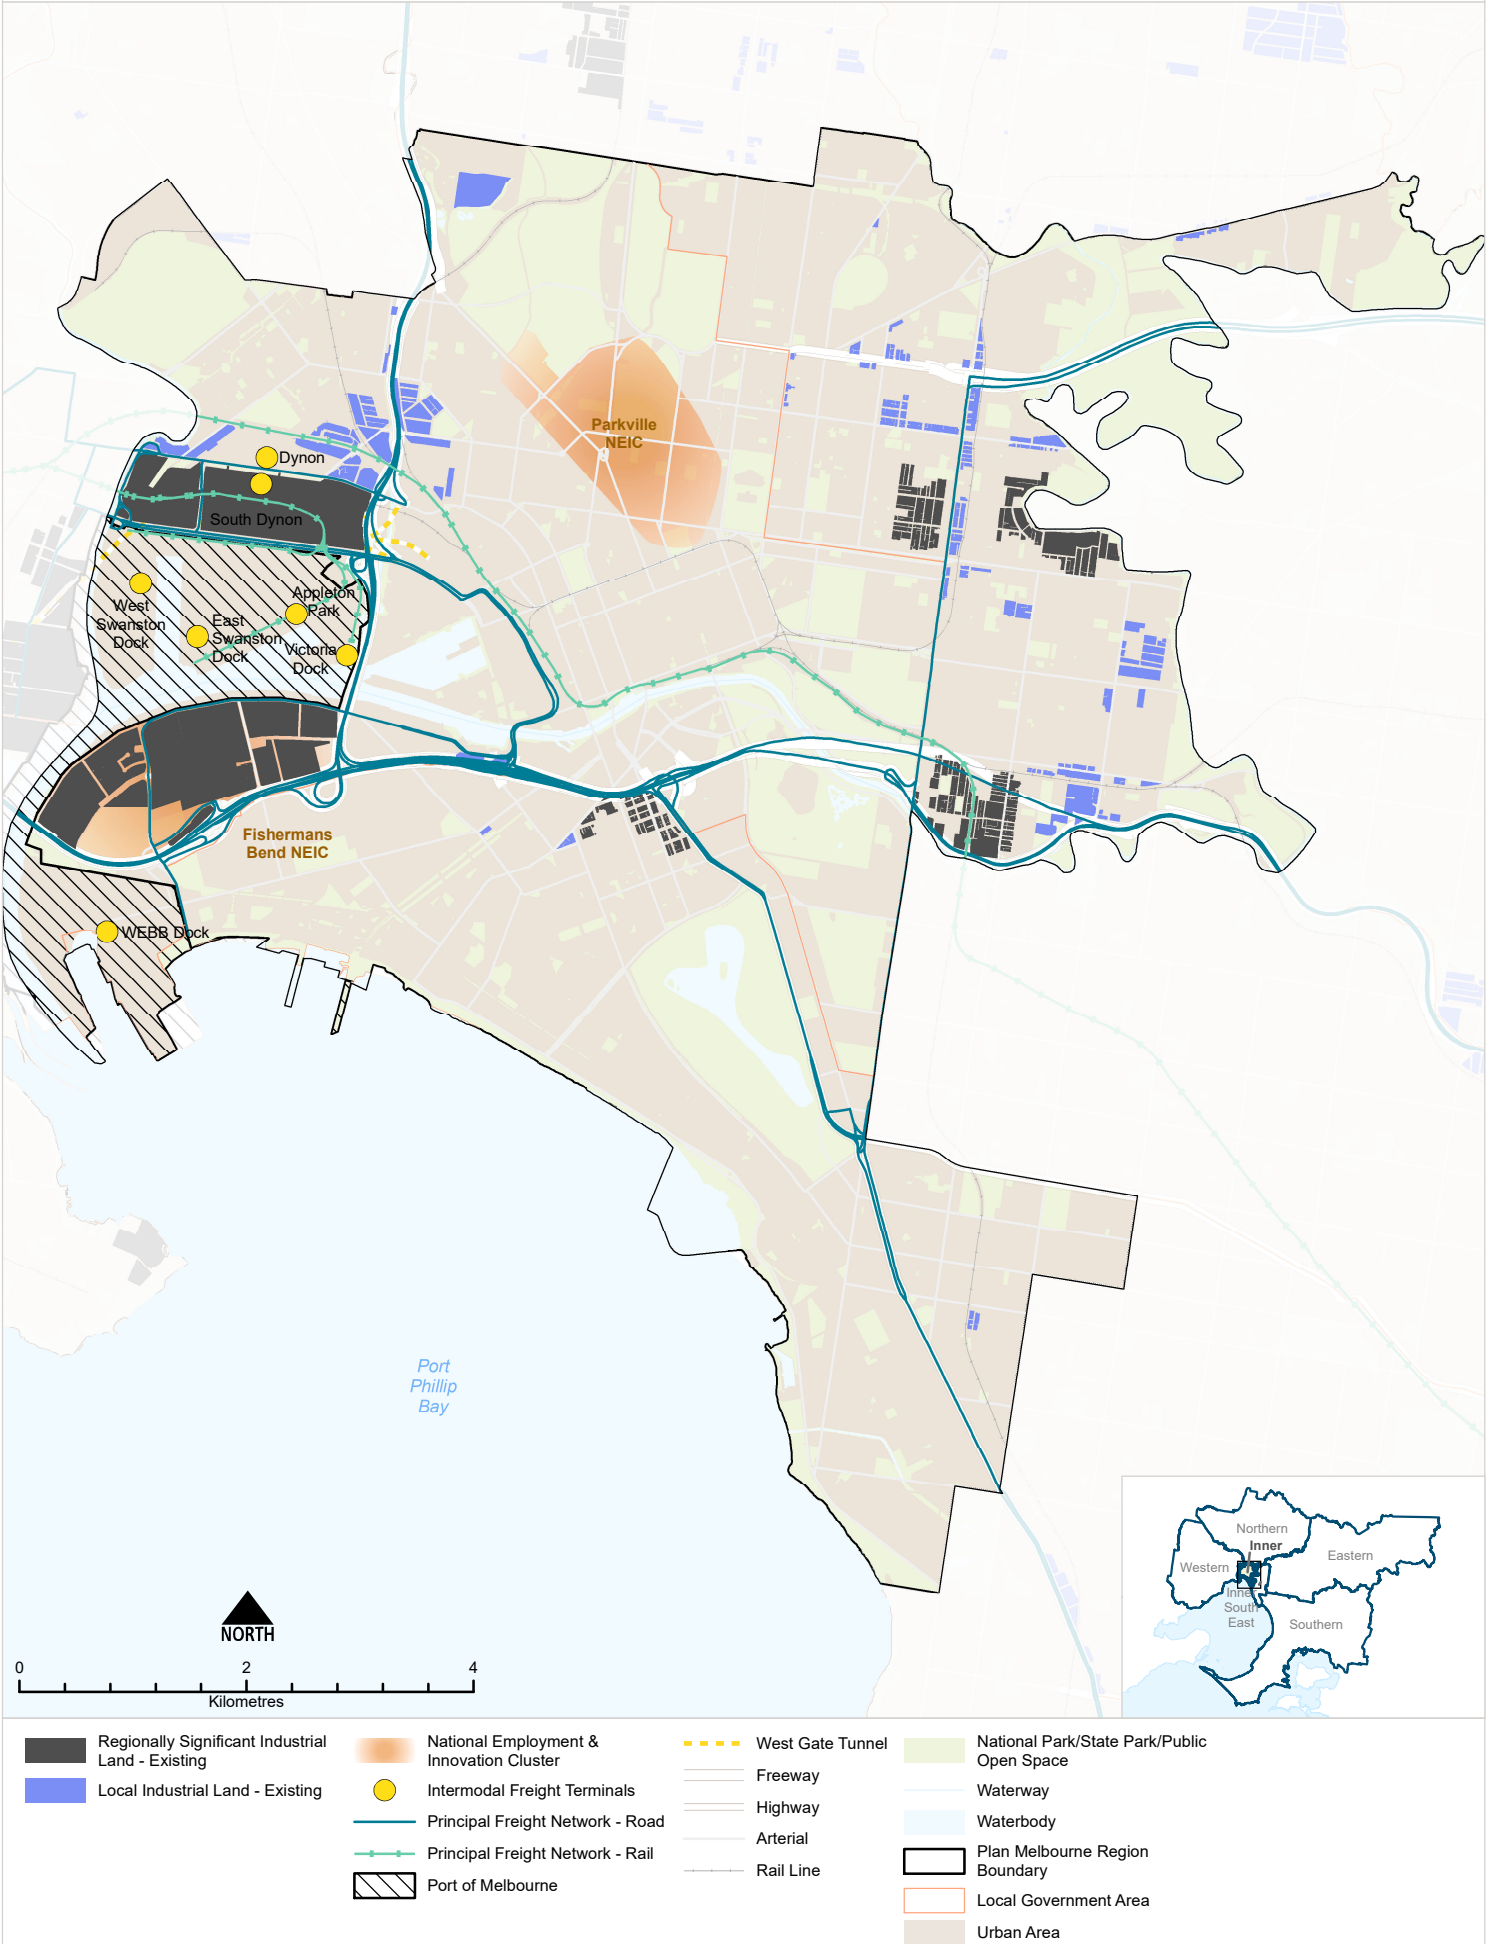 Parkville
NEIC
Dynon
South Dynon
West
Swanston
Dock
East
Swanston
Dock
Appleton
Park
Victoria
Dock
Fishermans
Bend NEIC
WEBB Dock
Port
Phillip
Bay
NORTH
0 2 4
Kilometres
Northern
Inner
Western
Eastern
Inner
South
East
Southern
Regionally Significant Industrial
Land - Existing
Local Industrial Land - Existing
National Employment &
Innovation Cluster
Intermodal Freight Terminals
Principal Freight Network - Road
Principal Freight Network - Rail
Port of Melbourne
West Gate Tunnel
Freeway
Highway
Arterial
Rail Line
National Park/State Park/Public
Open Space
Waterway
Waterbody
Plan Melbourne Region
Boundary
Local Government Area
Urban Area